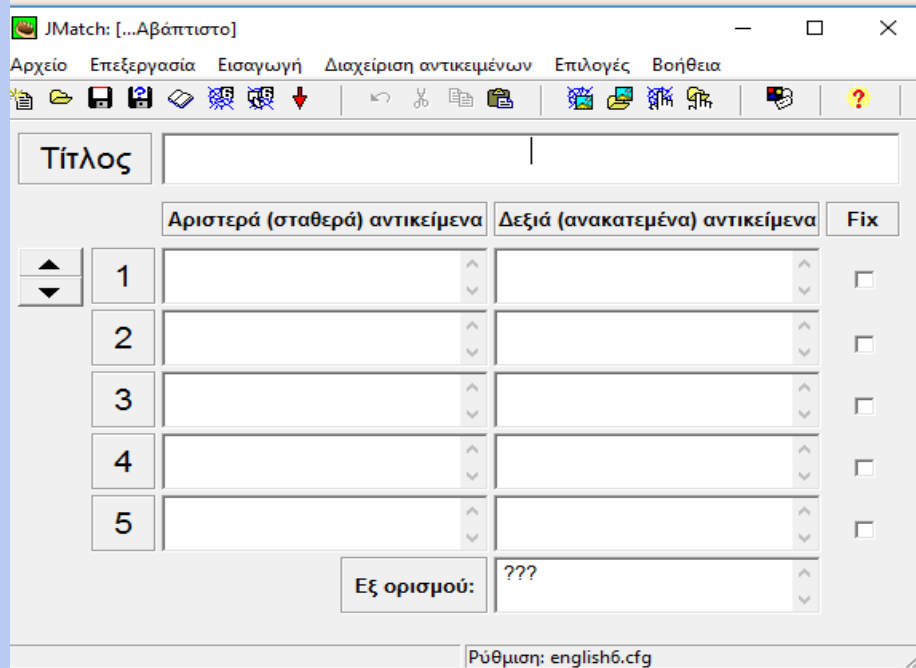 JMatch: [...Αβάπτιστο]
Αρχείο Επεξεργασία Εισαγωγή Διαχείριση αντικειμένων Επιλογές Βοήθεια
Τίτλος
Αριστερά (σταθερά) αντικείμενα Δεξιά (ανακατεμένα) αντικείμενα Fix
1
2
3
4
5
Εξ ορισμού: ???
Ρύθμιση: english6.cfg